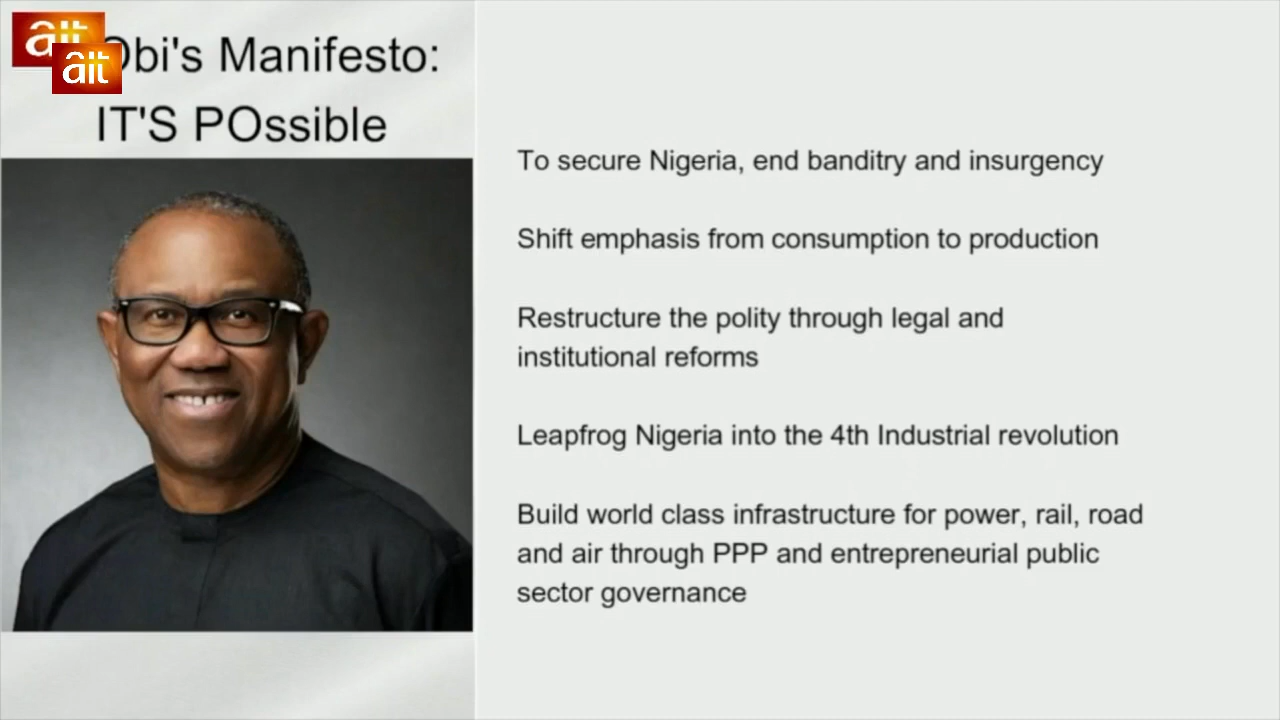 ait
ait
Obi's Manifesto:
IT'S POssible
To secure Nigeria, end banditry and insurgency
Shift emphasis from consumption to production
Restructure the polity through legal and
institutional reforms
Leapfrog Nigeria into the 4th Industrial revolution
Build world class infrastructure for power, rail, road
and air through PPP and entrepreneurial public
sector governance